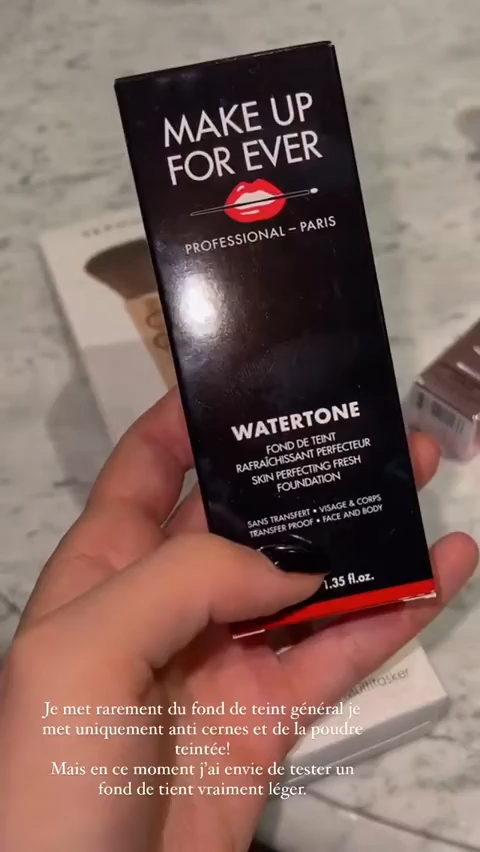 MAKE UP
FOR EVER
PROFESSIONAL – PARIS
WATERTONE
FOND DE TEINT
RAFRAÎCHISSANT PERFECTEUR
SKIN PERFECTING FRESH
FOUNDATION
SANS TRANSFERT • VISAGE & CORPS
TRANSFER PROOF • FACE AND BODY
1.35 fl.oz.
Je met rarement du fond de teint général je
met uniquement anti cernes et de la poudre
teintée!
Mais en ce moment j’ai envie de tester un
fond de tient vraiment léger.